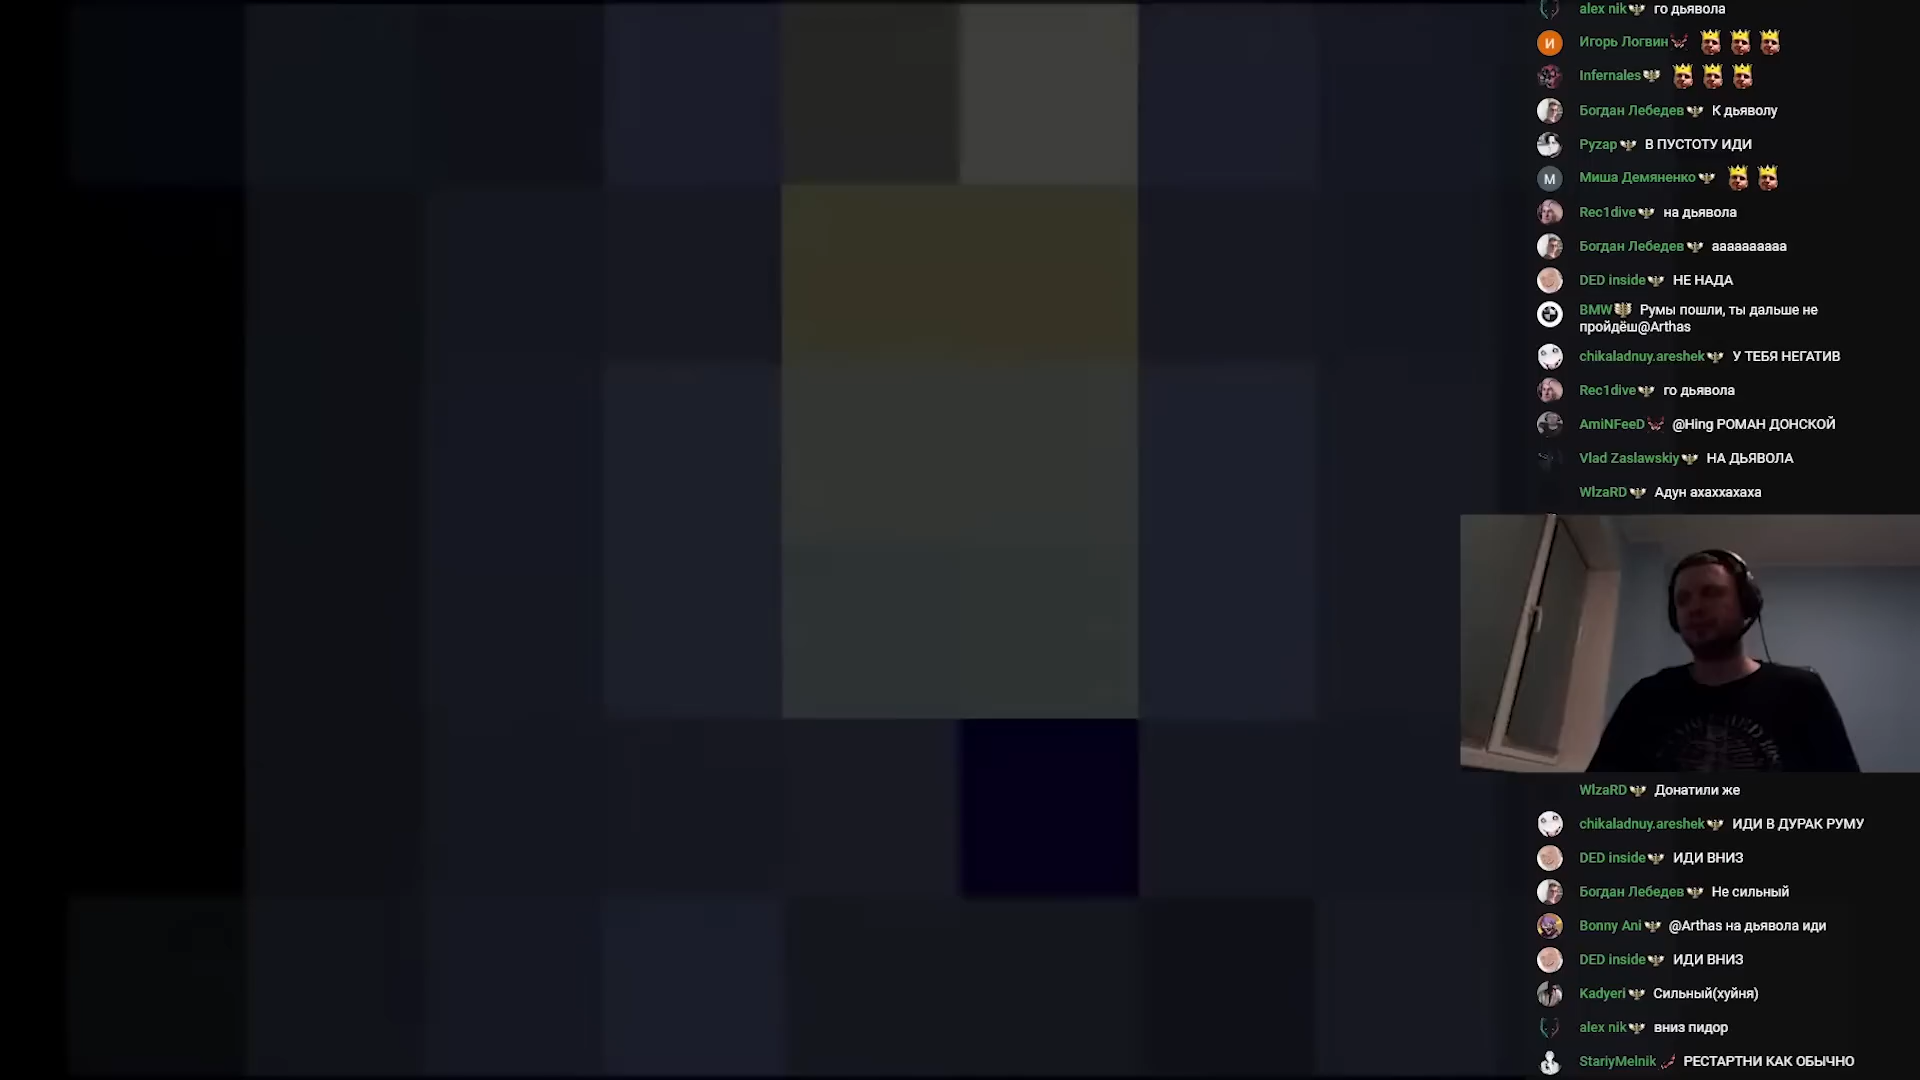 alex nik го дьявола
И Игорь Логвин
Infernales
Богдан Лебедев К дьяволу
Pyzap В ПУСТОТУ ИДИ
М Миша Демяненко
Rec1dive на дьявола
Богдан Лебедев аааааааааа
DED inside НЕ НАДА
BMW Румы пошли, ты дальше не
пройдёш@Arthas
chikaladnuy.areshek У ТЕБЯ НЕГАТИВ
Rec1dive го дьявола
AmiNFeeD @Hing РОМАН ДОНСКОЙ
Vlad Zaslawskiy НА ДЬЯВОЛА
WlzaRD Адун ахаххахаха
WlzaRD Донатили же
chikaladnuy.areshek ИДИ В ДУРАК РУМУ
DED inside ИДИ ВНИЗ
Богдан Лебедев Не сильный
Bonny Ani @Arthas на дьявола иди
DED inside ИДИ ВНИЗ
Kadyeri Сильный(хуйня)
alex nik вниз пидор
StariyMelnik РЕСТАРТНИ КАК ОБЫЧНО